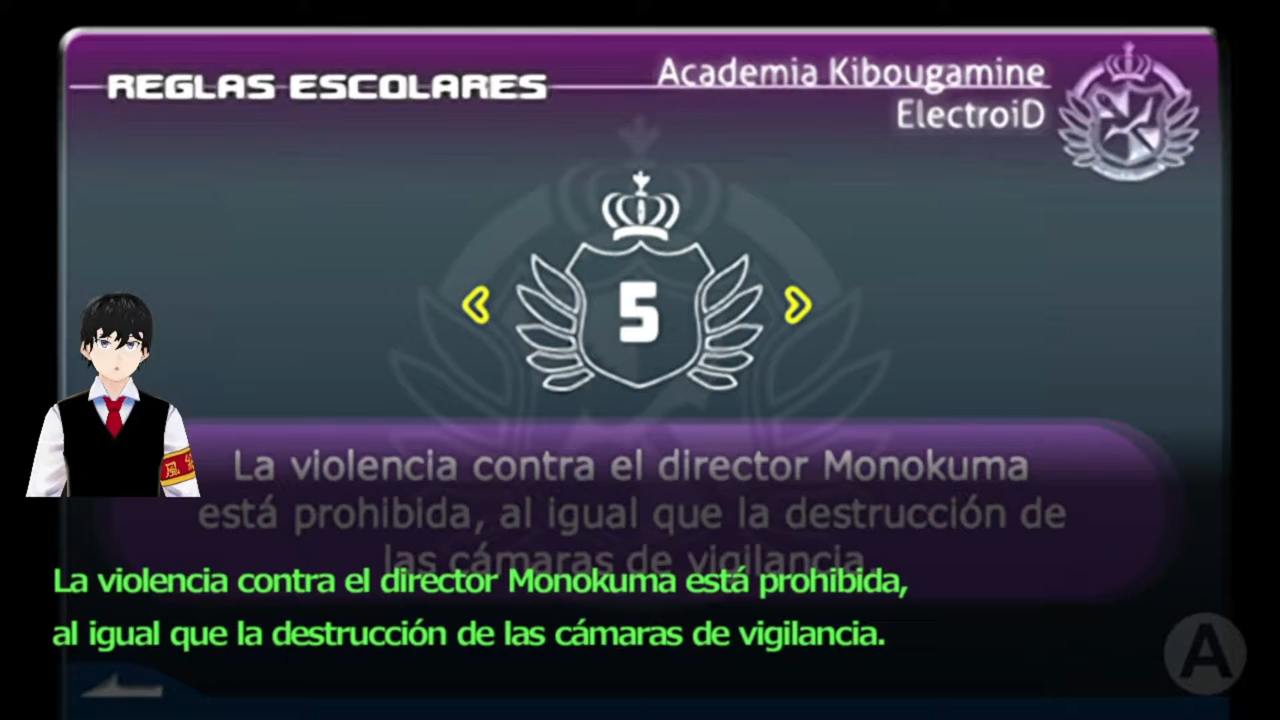 REGLAS ESCOLARES
Academia Kibougamine
ElectroiD
5
La violencia contra el director Monokuma
está prohibida, al igual que la destrucción de
las cámaras de vigilancia.
風紀
La violencia contra el director Monokuma está prohibida,
al igual que la destrucción de las cámaras de vigilancia.
A